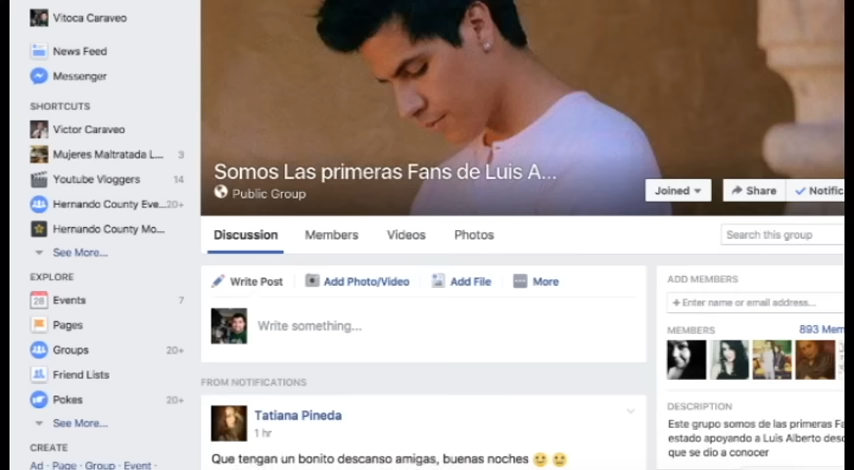 Vitoca Caraveo
News Feed
Messenger
SHORTCUTS
Victor Caraveo
Mujeres Maltratada L... 3
Youtube Vloggers 14
Hernando County Eve... 20+
Hernando County Mo...
See More...
EXPLORE
28 Events 7
Pages
Groups 20+
Friend Lists
Pokes 20+
See More...
CREATE
Ad · Page · Group · Event ·
Somos Las primeras Fans de Luis A...
Public Group
Joined
Share
Notific
Discussion Members Videos Photos
Search this group
Write Post Add Photo/Video Add File More
Write something...
FROM NOTIFICATIONS
Tatiana Pineda
1 hr
Que tengan un bonito descanso amigas, buenas noches
ADD MEMBERS
+ Enter name or email address...
MEMBERS 893 Mem
DESCRIPTION
Este grupo somos de las primeras Fa
estado apoyando a Luis Alberto desd
que se dio a conocer